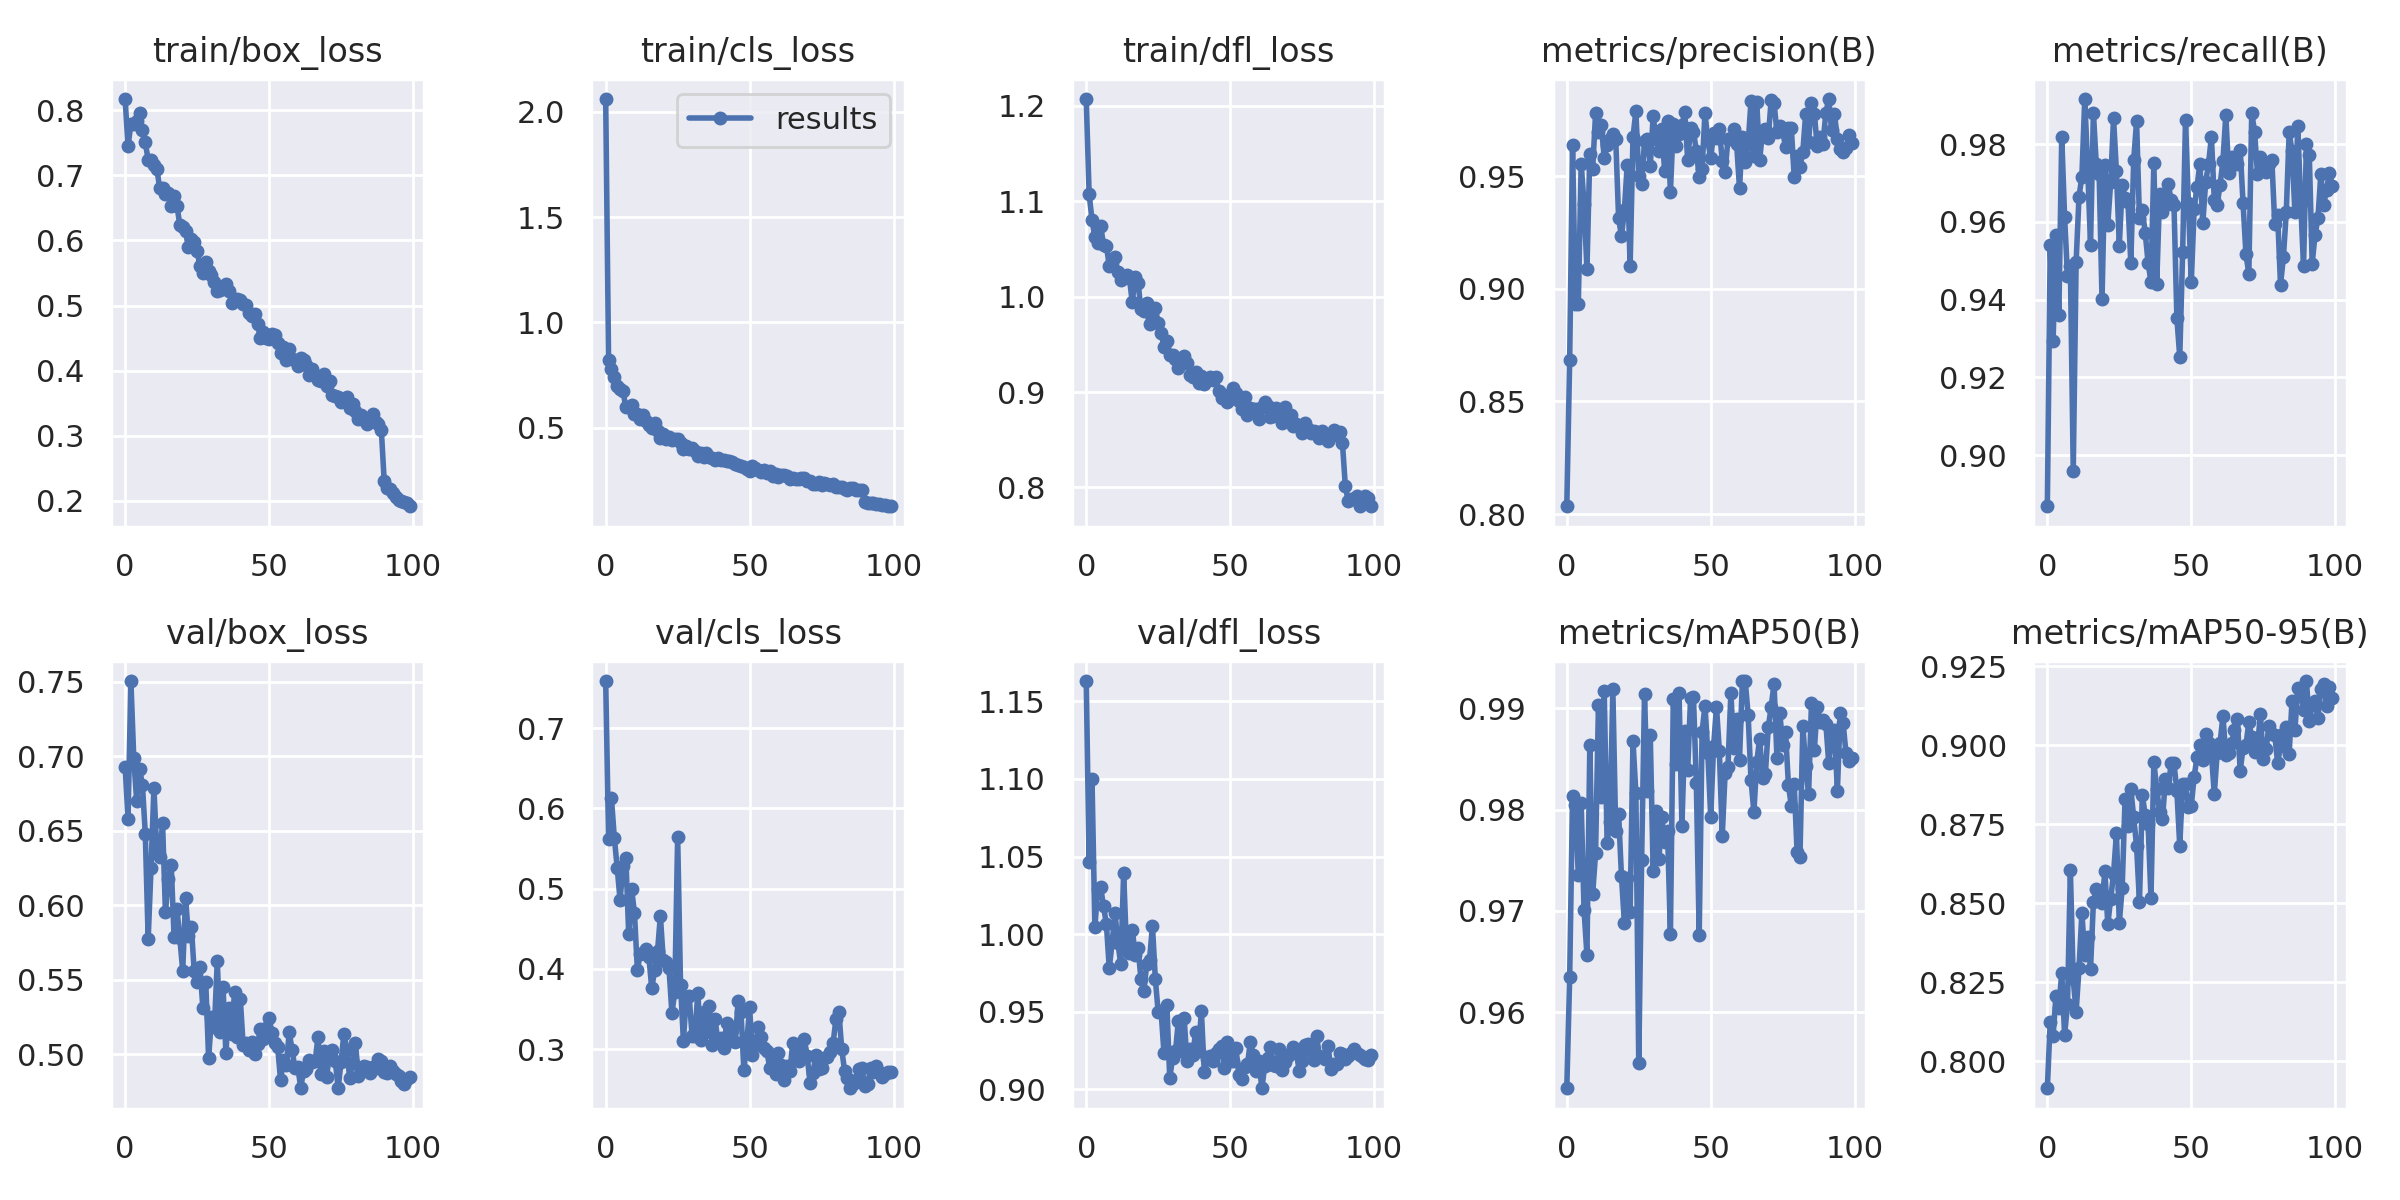 train/box_loss
0.8
0.7
0.6
0.5
0.4
0.3
0.2
0 50 100
train/cls_loss
results
2.0
1.5
1.0
0.5
0 50 100
train/dfl_loss
1.2
1.1
1.0
0.9
0.8
0 50 100
metrics/precision(B)
0.95
0.90
0.85
0.80
0 50 100
metrics/recall(B)
0.98
0.96
0.94
0.92
0.90
0 50 100
val/box_loss
0.75
0.70
0.65
0.60
0.55
0.50
0 50 100
val/cls_loss
0.7
0.6
0.5
0.4
0.3
0 50 100
val/dfl_loss
1.15
1.10
1.05
1.00
0.95
0.90
0 50 100
metrics/mAP50(B)
0.99
0.98
0.97
0.96
0 50 100
metrics/mAP50-95(B)
0.925
0.900
0.875
0.850
0.825
0.800
0 50 100